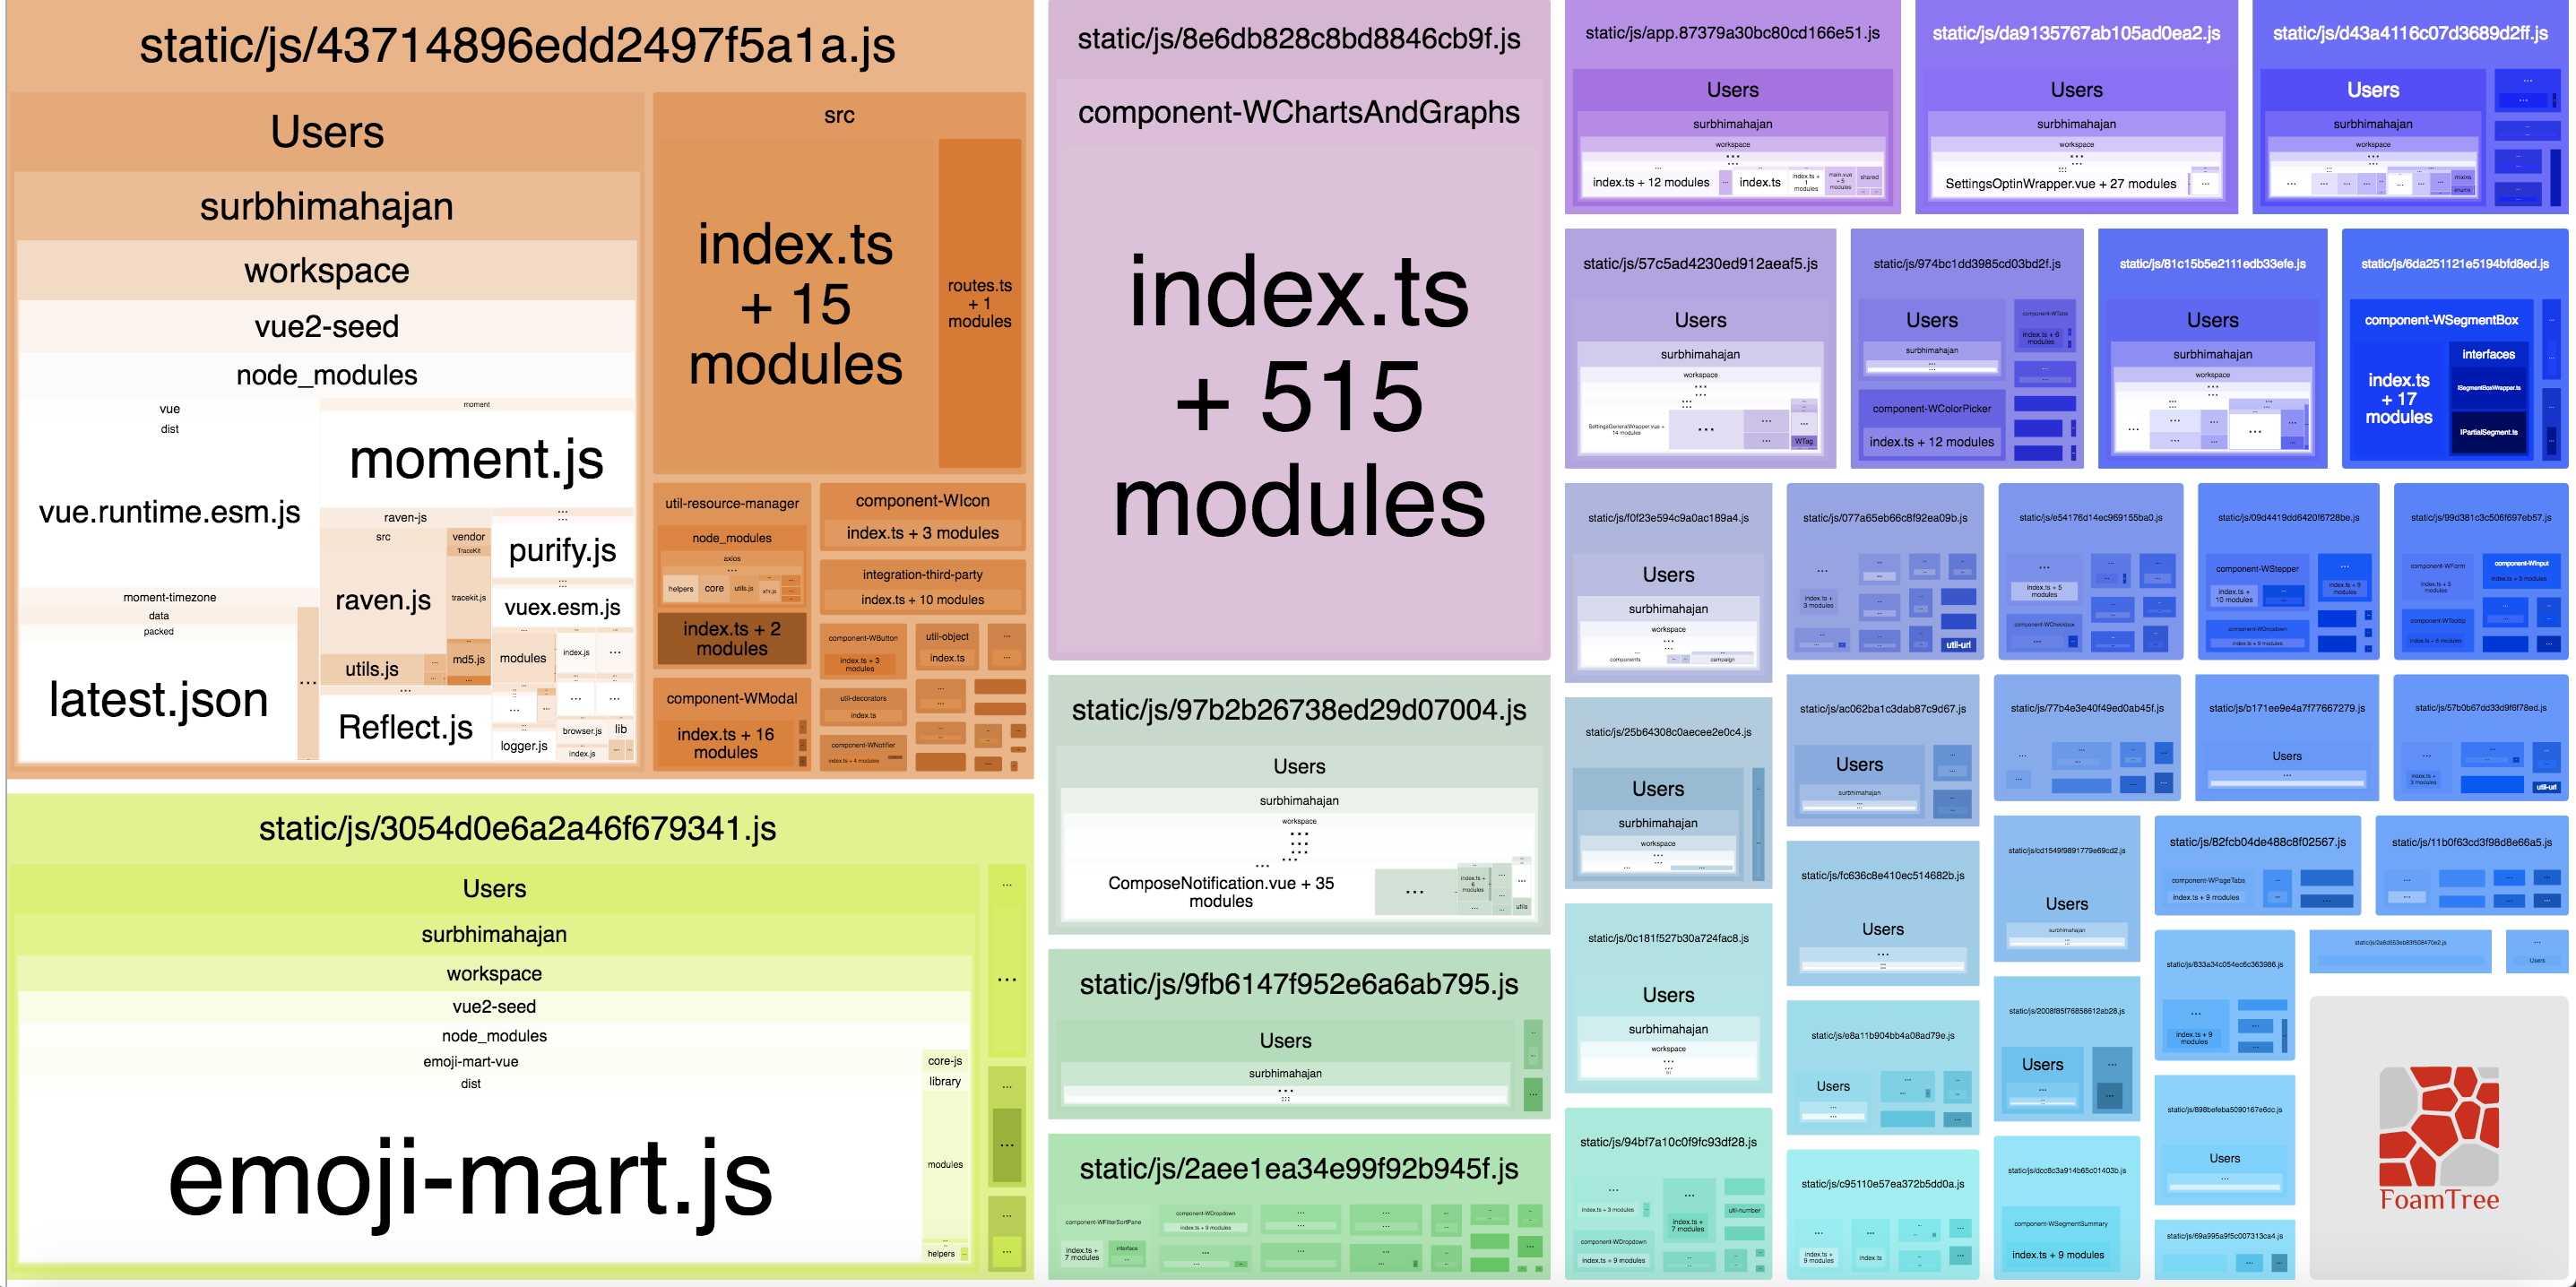 static/js/43714896edd2497f5a1a.js
Users
surbhimahajan
workspace
vue2-seed
node_modules
vue
dist
vue.runtime.esm.js
moment
moment.js
raven-js
src
raven.js
utils.js
vendor
TraceKit
tracekit.js
md5.js
purify.js
vuex.esm.js
modules
index.js
moment-timezone
data
packed
latest.json
Reflect.js
logger.js
browser.js
lib
index.js
src
index.ts
+ 15
modules
routes.ts
+ 1
modules
util-resource-manager
node_modules
axios
helpers
core
utils.js
xhr.js
index.ts + 2
modules
component-WModal
index.ts + 16
modules
component-WIcon
index.ts + 3 modules
integration-third-party
index.ts + 10 modules
component-WButton
index.ts + 3
modules
util-object
index.ts
util-decorators
index.ts
component-WNotifier
index.ts + 4 modules
static/js/3054d0e6a2a46f679341.js
Users
surbhimahajan
workspace
vue2-seed
node_modules
emoji-mart-vue
dist
emoji-mart.js
core-js
library
modules
helpers
static/js/8e6db828c8bd8846cb9f.js
component-WChartsAndGraphs
index.ts
+ 515
modules
static/js/97b2b26738ed29d07004.js
Users
surbhimahajan
workspace
ComposeNotification.vue + 35
modules
index.ts +
6
modules
utils
static/js/9fb6147f952e6a6ab795.js
Users
surbhimahajan
static/js/2aee1ea34e99f92b945f.js
component-WFilterSortPane
index.ts +
7 modules
interface
component-WDropdown
index.ts + 9 modules
static/js/app.87379a30bc80cd166e51.js
Users
surbhimahajan
workspace
index.ts + 12 modules
index.ts
index.ts +
1
modules
main.vue
+ 5
modules
shared
static/js/da9135767ab105ad0ea2.js
Users
surbhimahajan
workspace
SettingsOptinWrapper.vue + 27 modules
static/js/d43a4116c07d3689d2ff.js
Users
surbhimahajan
workspace
mixins
enums
static/js/57c5ad4230ed912aeaf5.js
Users
surbhimahajan
workspace
SettingsGeneralWrapper.vue +
14 modules
WTag
static/js/974bc1dd3985cd03bd2f.js
Users
surbhimahajan
component-WTabs
index.ts + 6
modules
component-WColorPicker
index.ts + 12 modules
static/js/81c15b5e2111edb33efe.js
Users
surbhimahajan
workspace
static/js/6da251121e5194bfd8ed.js
component-WSegmentBox
index.ts
+ 17
modules
interfaces
ISegmentBoxWrapper.ts
IPartialSegment.ts
static/js/f0f23e594c9a0ac189a4.js
Users
surbhimahajan
workspace
components
campaign
static/js/077a65eb66c8f92ea09b.js
index.ts +
3 modules
util-url
static/js/e54176d14ec969155ba0.js
index.ts + 5
modules
component-WCheckbox
static/js/09d4419dd6420f6728be.js
component-WStepper
index.ts +
10 modules
index.ts + 9
modules
component-WDropdown
index.ts + 9 modules
static/js/99d381c3c506f697eb57.js
component-WForm
index.ts + 5
modules
component-WInput
index.ts + 3 modules
component-WTooltip
index.ts + 6 modules
static/js/25b64308c0aecee2e0c4.js
Users
surbhimahajan
workspace
static/js/ac062ba1c3dab87c9d67.js
Users
surbhimahajan
static/js/77b4e3e40f49ed0ab45f.js
static/js/b171ee9e4a7f77667279.js
Users
static/js/57b0b67dd33d9f6f78ed.js
index.ts +
3 modules
util-url
static/js/fc636c8e410ec514682b.js
Users
static/js/cd1549f9891779e69cd2.js
Users
surbhimahajan
static/js/82fcb04de488c8f02567.js
component-WPageTabs
index.ts + 9 modules
static/js/11b0f63cd3f98d8e66a5.js
static/js/0c181f527b30a724fac8.js
Users
surbhimahajan
workspace
static/js/e8a11b904bb4a08ad79e.js
Users
static/js/2008f85f76858612ab28.js
Users
static/js/833a34c054ec6c363986.js
index.ts + 9
modules
Users
static/js/94bf7a10c0f9fc93df28.js
index.ts + 3 modules
index.ts +
7 modules
util-number
component-WDropdown
index.ts + 9 modules
static/js/c95110e57ea372b5dd0a.js
index.ts +
9 modules
index.ts
static/js/dcc8c3a914b65c01403b.js
component-WSegmentSummary
index.ts + 9 modules
static/js/898befeba5090167e6dc.js
Users
static/js/69a995a9f5c007313ca4.js
FoamTree